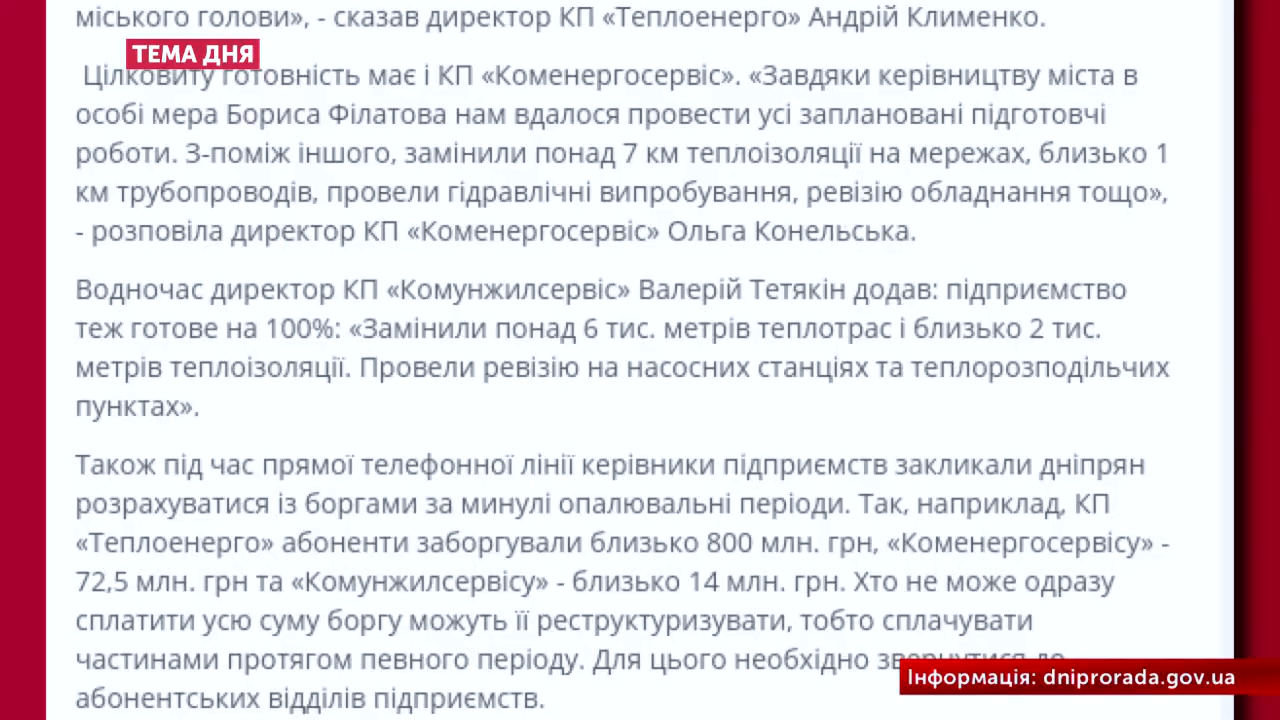 міського голови», - сказав директор КП «Теплоенерго» Андрій Клименко.
ТЕМА ДНЯ
Цілковиту готовність має і КП «Коменергосервіс». «Завдяки керівництву міста в
особі мера Бориса Філатова нам вдалося провести усі заплановані підготовчі
роботи. З-поміж іншого, замінили понад 7 км теплоізоляції на мережах, близько 1
км трубопроводів, провели гідравлічні випробування, ревізію обладнання тощо»,
- розповіла директор КП «Коменергосервіс» Ольга Конельська.
Водночас директор КП «Комунжилсервіс» Валерій Тетякін додав: підприємство
теж готове на 100%: «Замінили понад 6 тис. метрів теплотрас і близько 2 тис.
метрів теплоізоляції. Провели ревізію на насосних станціях та теплорозподільчих
пунктах».
Також під час прямої телефонної лінії керівники підприємств закликали дніпрян
розрахуватися із боргами за минулі опалювальні періоди. Так, наприклад, КП
«Теплоенерго» абоненти заборгували близько 800 млн. грн, «Коменергосервісу» -
72,5 млн. грн та «Комунжилсервісу» - близько 14 млн. грн. Хто не може одразу
сплатити усю суму боргу можуть її реструктуризувати, тобто сплачувати
частинами протягом певного періоду. Для цього необхідно звернутися до
абонентських відділів підприємств.
Інформація: dniprorada.gov.ua